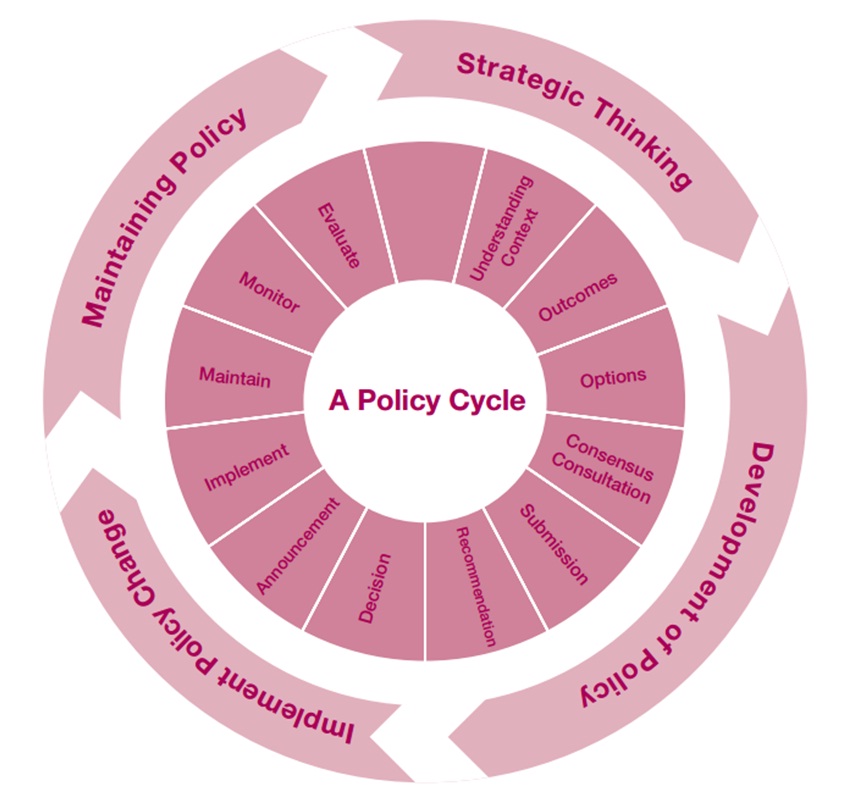 Strategic Thinking
Development of Policy
Implement Policy Change
Maintaining Policy
Understanding
Context
Outcomes
Options
Consensus
Consultation
Submission
Recommendation
Decision
Announcement
Implement
Maintain
Monitor
Evaluate
A Policy Cycle